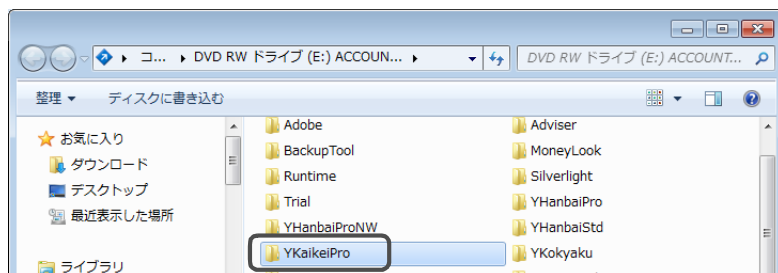 コ... DVD RW ドライブ (E:) ACCOUN... DVD RW ドライブ (E:) ACCOUNT...
整理 ディスクに書き込む
お気に入り
ダウンロード
デスクトップ
最近表示した場所
ライブラリ
Adobe Adviser
BackupTool MoneyLook
Runtime Silverlight
Trial YHanbaiPro
YHanbaiProNW YHanbaiStd
YKaikeiPro YKokyaku